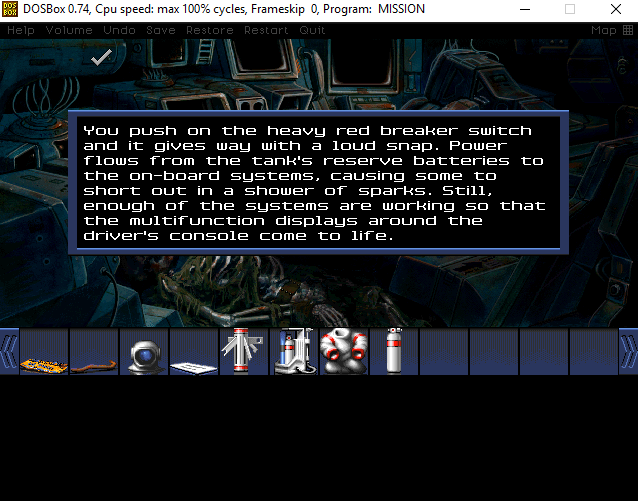 DOS
BOX
DOSBox 0.74, Cpu speed: max 100% cycles, Frameskip 0, Program: MISSION
Help Volume Undo Save Restore Restart Quit Map
You push on the heavy red breaker switch
and it gives way with a loud snap. Power
flows from the tank's reserve batteries to
the on-board systems, causing some to
short out in a shower of sparks. Still,
enough of the systems are working so that
the multifunction displays around the
driver's console come to life.